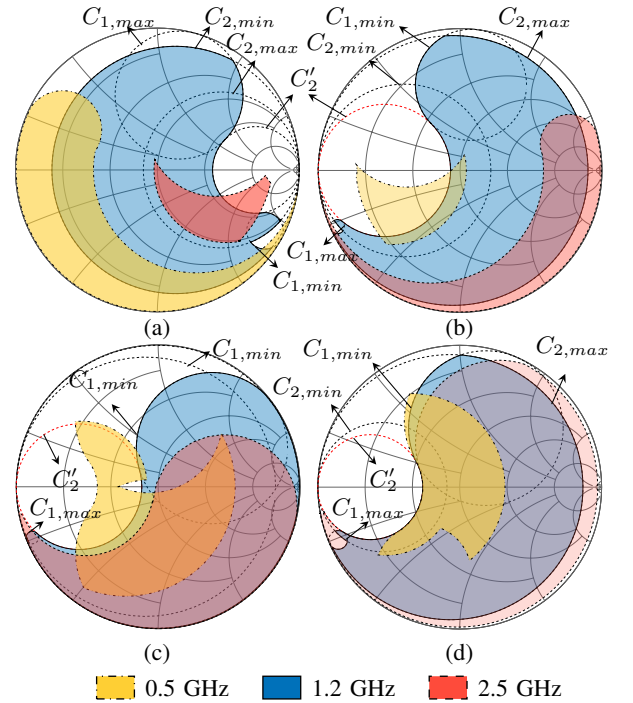 C1,max
C2,min
C2,max
C′2
C1,min
(a)
C1,min
C2,min
C2,max
C1,max
(b)
C1,min
C1,min
C′2
C1,max
(c)
C1,min
C2,min
C2,max
C′2
C1,max
(d)
0.5 GHz 1.2 GHz 2.5 GHz